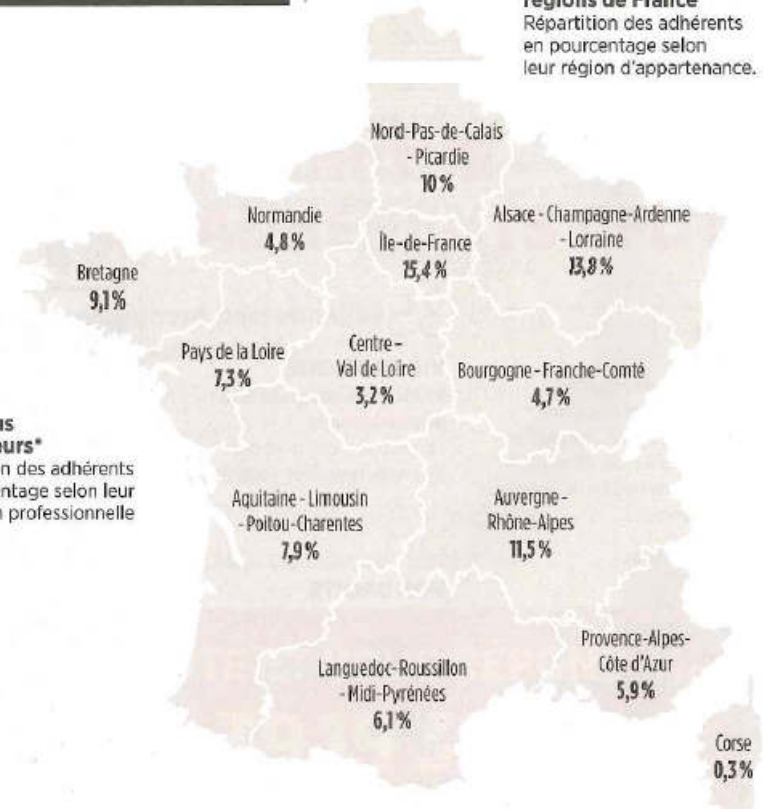 régions de France
Répartition des adhérents
en pourcentage selon
leur région d'appartenance.
Nord-Pas-de-Calais
- Picardie
10 %
Normandie
4,8 %
Île-de-France
15,4 %
Alsace - Champagne-Ardenne
- Lorraine
13,8 %
Bretagne
9,1 %
Pays de la Loire
7,3 %
Centre -
Val de Loire
3,2 %
Bourgogne - Franche-Comté
4,7 %
eurs*
n des adhérents
ntage selon leur
n professionnelle
Aquitaine - Limousin
- Poitou-Charentes
7,9 %
Auvergne -
Rhône-Alpes
11,5 %
Provence-Alpes-
Côte d'Azur
5,9 %
Languedoc-Roussillon
- Midi-Pyrénées
6,1 %
Corse
0,3 %